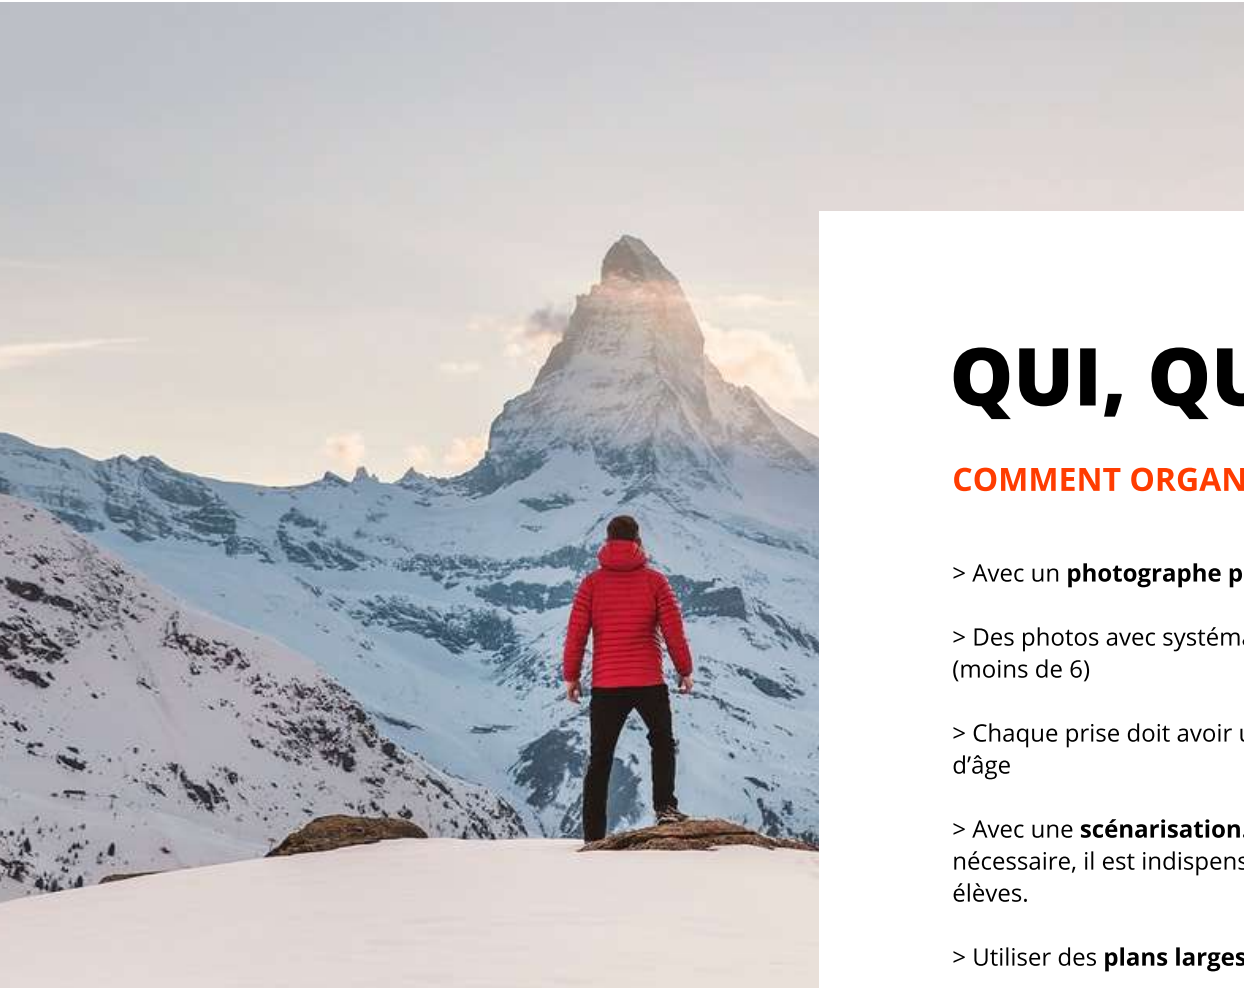 QUI, QU
COMMENT ORGAN
> Avec un photographe p
> Des photos avec systéma
(moins de 6)
> Chaque prise doit avoir u
d’âge
> Avec une scénarisation.
nécessaire, il est indispens
élèves.
> Utiliser des plans larges